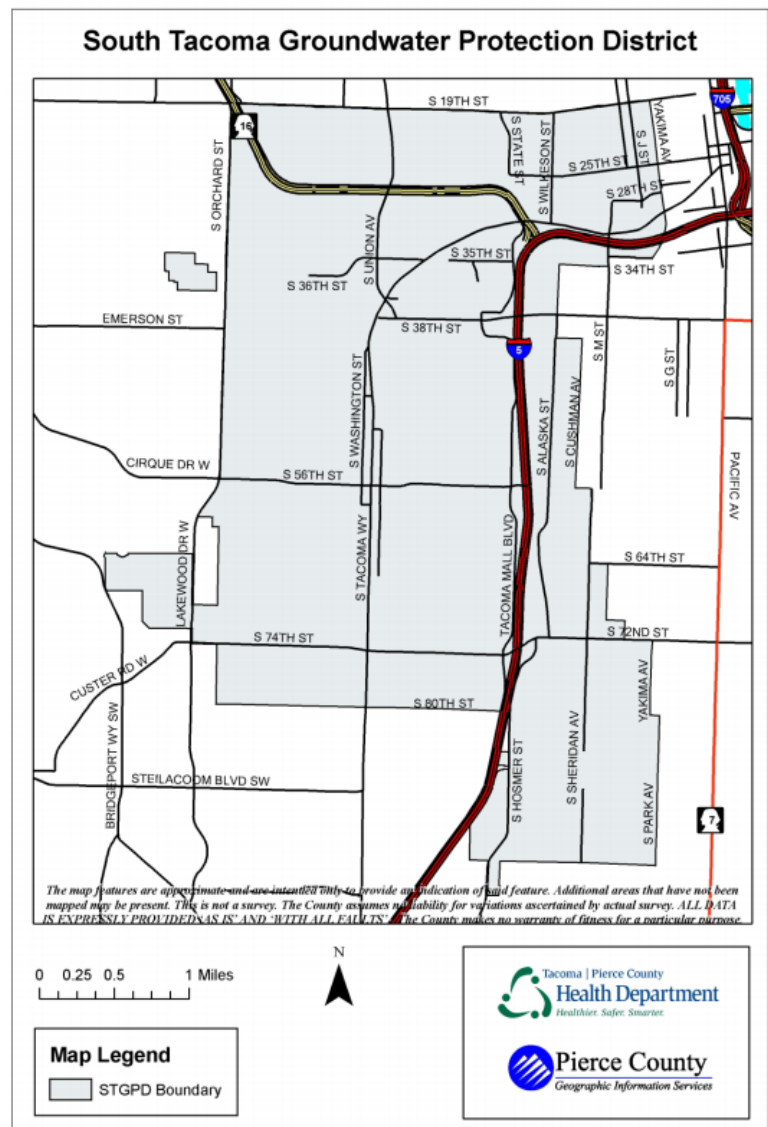 South Tacoma Groundwater Protection District
S 19TH ST
705
16
S ORCHARD ST
S STATE ST
S WILKESON ST
S J ST
YAKIMA AV
S 25TH ST
S 28TH ST
S UNION AV
S 35TH ST
S 34TH ST
S 36TH ST
EMERSON ST
S 38TH ST
5
S M ST
S G ST
S WASHINGTON ST
S ALASKA ST
S CUSHMAN AV
CIRQUE DR W
S 56TH ST
PACIFIC AV
LAKEWOOD DR W
S TACOMA WY
TACOMA MALL BLVD
S 64TH ST
S 74TH ST
S 72ND ST
CUSTER RD W
YAKIMA AV
S 80TH ST
BRIDGEPORT WY SW
S HOSMER ST
S SHERIDAN AV
S PARK AV
STEILACOOM BLVD SW
7
The map features are approximate and are intended only to provide an indication of said feature. Additional areas that have not been
mapped may be present. This is not a survey. The County assumes no liability for variations ascertained by actual survey. ALL DATA
IS EXPRESSLY PROVIDED 'AS IS' AND 'WITH ALL FAULTS'. The County makes no warranty of fitness for a particular purpose.
N
0 0.25 0.5 1 Miles
Tacoma | Pierce County
Health Department
Healthier. Safer. Smarter.
Map Legend
STGPD Boundary
Pierce County
Geographic Information Services